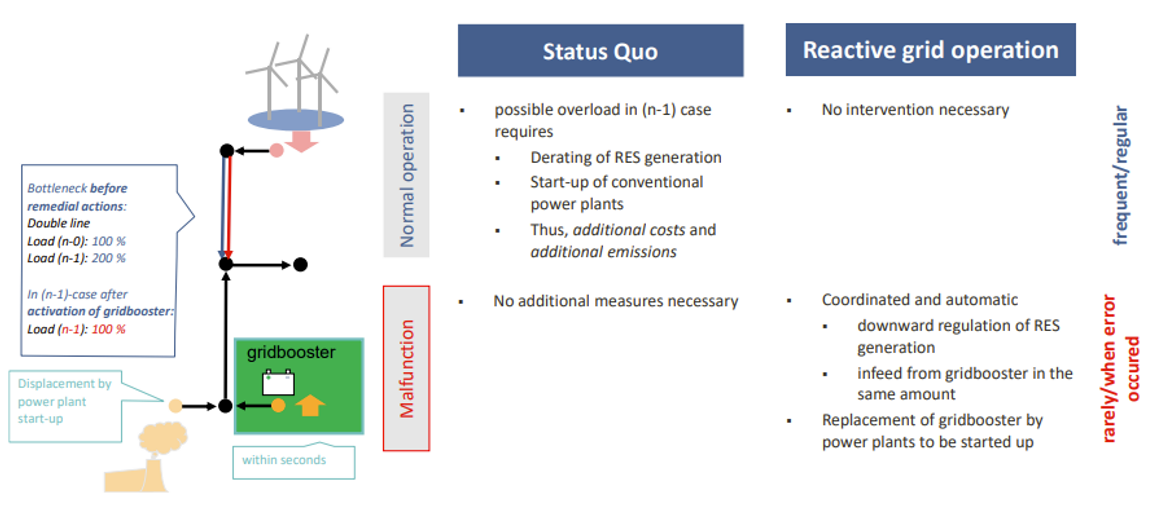 Status Quo
Reactive grid operation
Normal operation
▪ possible overload in (n-1) case
requires
▪ Derating of RES generation
▪ Start-up of conventional
power plants
▪ Thus, additional costs and
additional emissions
▪ No intervention necessary
frequent/regular
Bottleneck before
remedial actions:
Double line
Load (n-0): 100 %
Load (n-1): 200 %
In (n-1)-case after
activation of gridbooster:
Load (n-1): 100 %
Malfunction
▪ No additional measures necessary
▪ Coordinated and automatic
▪ downward regulation of RES
generation
▪ infeed from gridbooster in the
same amount
▪ Replacement of gridbooster by
power plants to be started up
rarely/when error
occured
gridbooster
Displacement by
power plant
start-up
within seconds